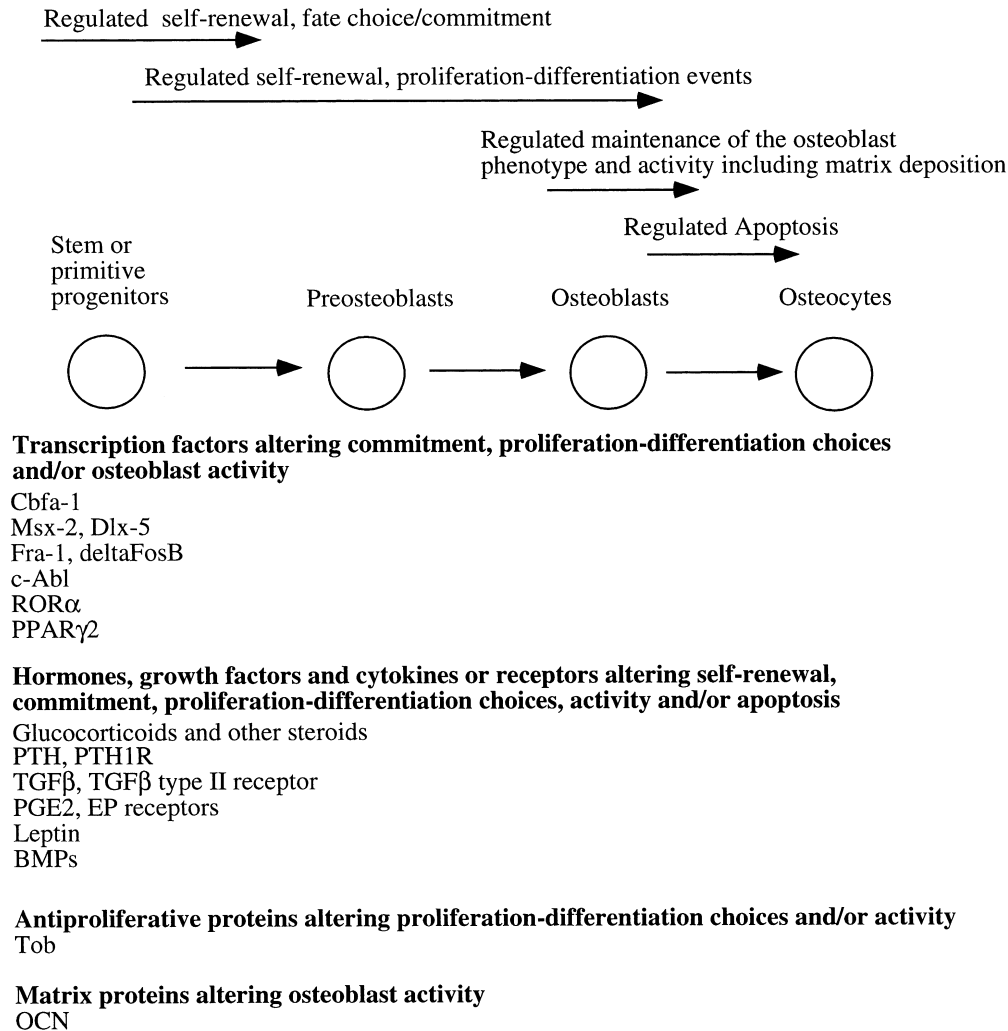 Regulated self-renewal, fate choice/commitment
Regulated self-renewal, proliferation-differentiation events
Regulated maintenance of the osteoblast
phenotype and activity including matrix deposition
Regulated Apoptosis
Stem or
primitive
progenitors
Preosteoblasts
Osteoblasts
Osteocytes
Transcription factors altering commitment, proliferation-differentiation choices
and/or osteoblast activity
Cbfa-1
Msx-2, Dlx-5
Fra-1, deltaFosB
c-Abl
RORα
PPARγ2
Hormones, growth factors and cytokines or receptors altering self-renewal,
commitment, proliferation-differentiation choices, activity and/or apoptosis
Glucocorticoids and other steroids
PTH, PTH1R
TGFβ, TGFβ type II receptor
PGE2, EP receptors
Leptin
BMPs
Antiproliferative proteins altering proliferation-differentiation choices and/or activity
Tob
Matrix proteins altering osteoblast activity
OCN